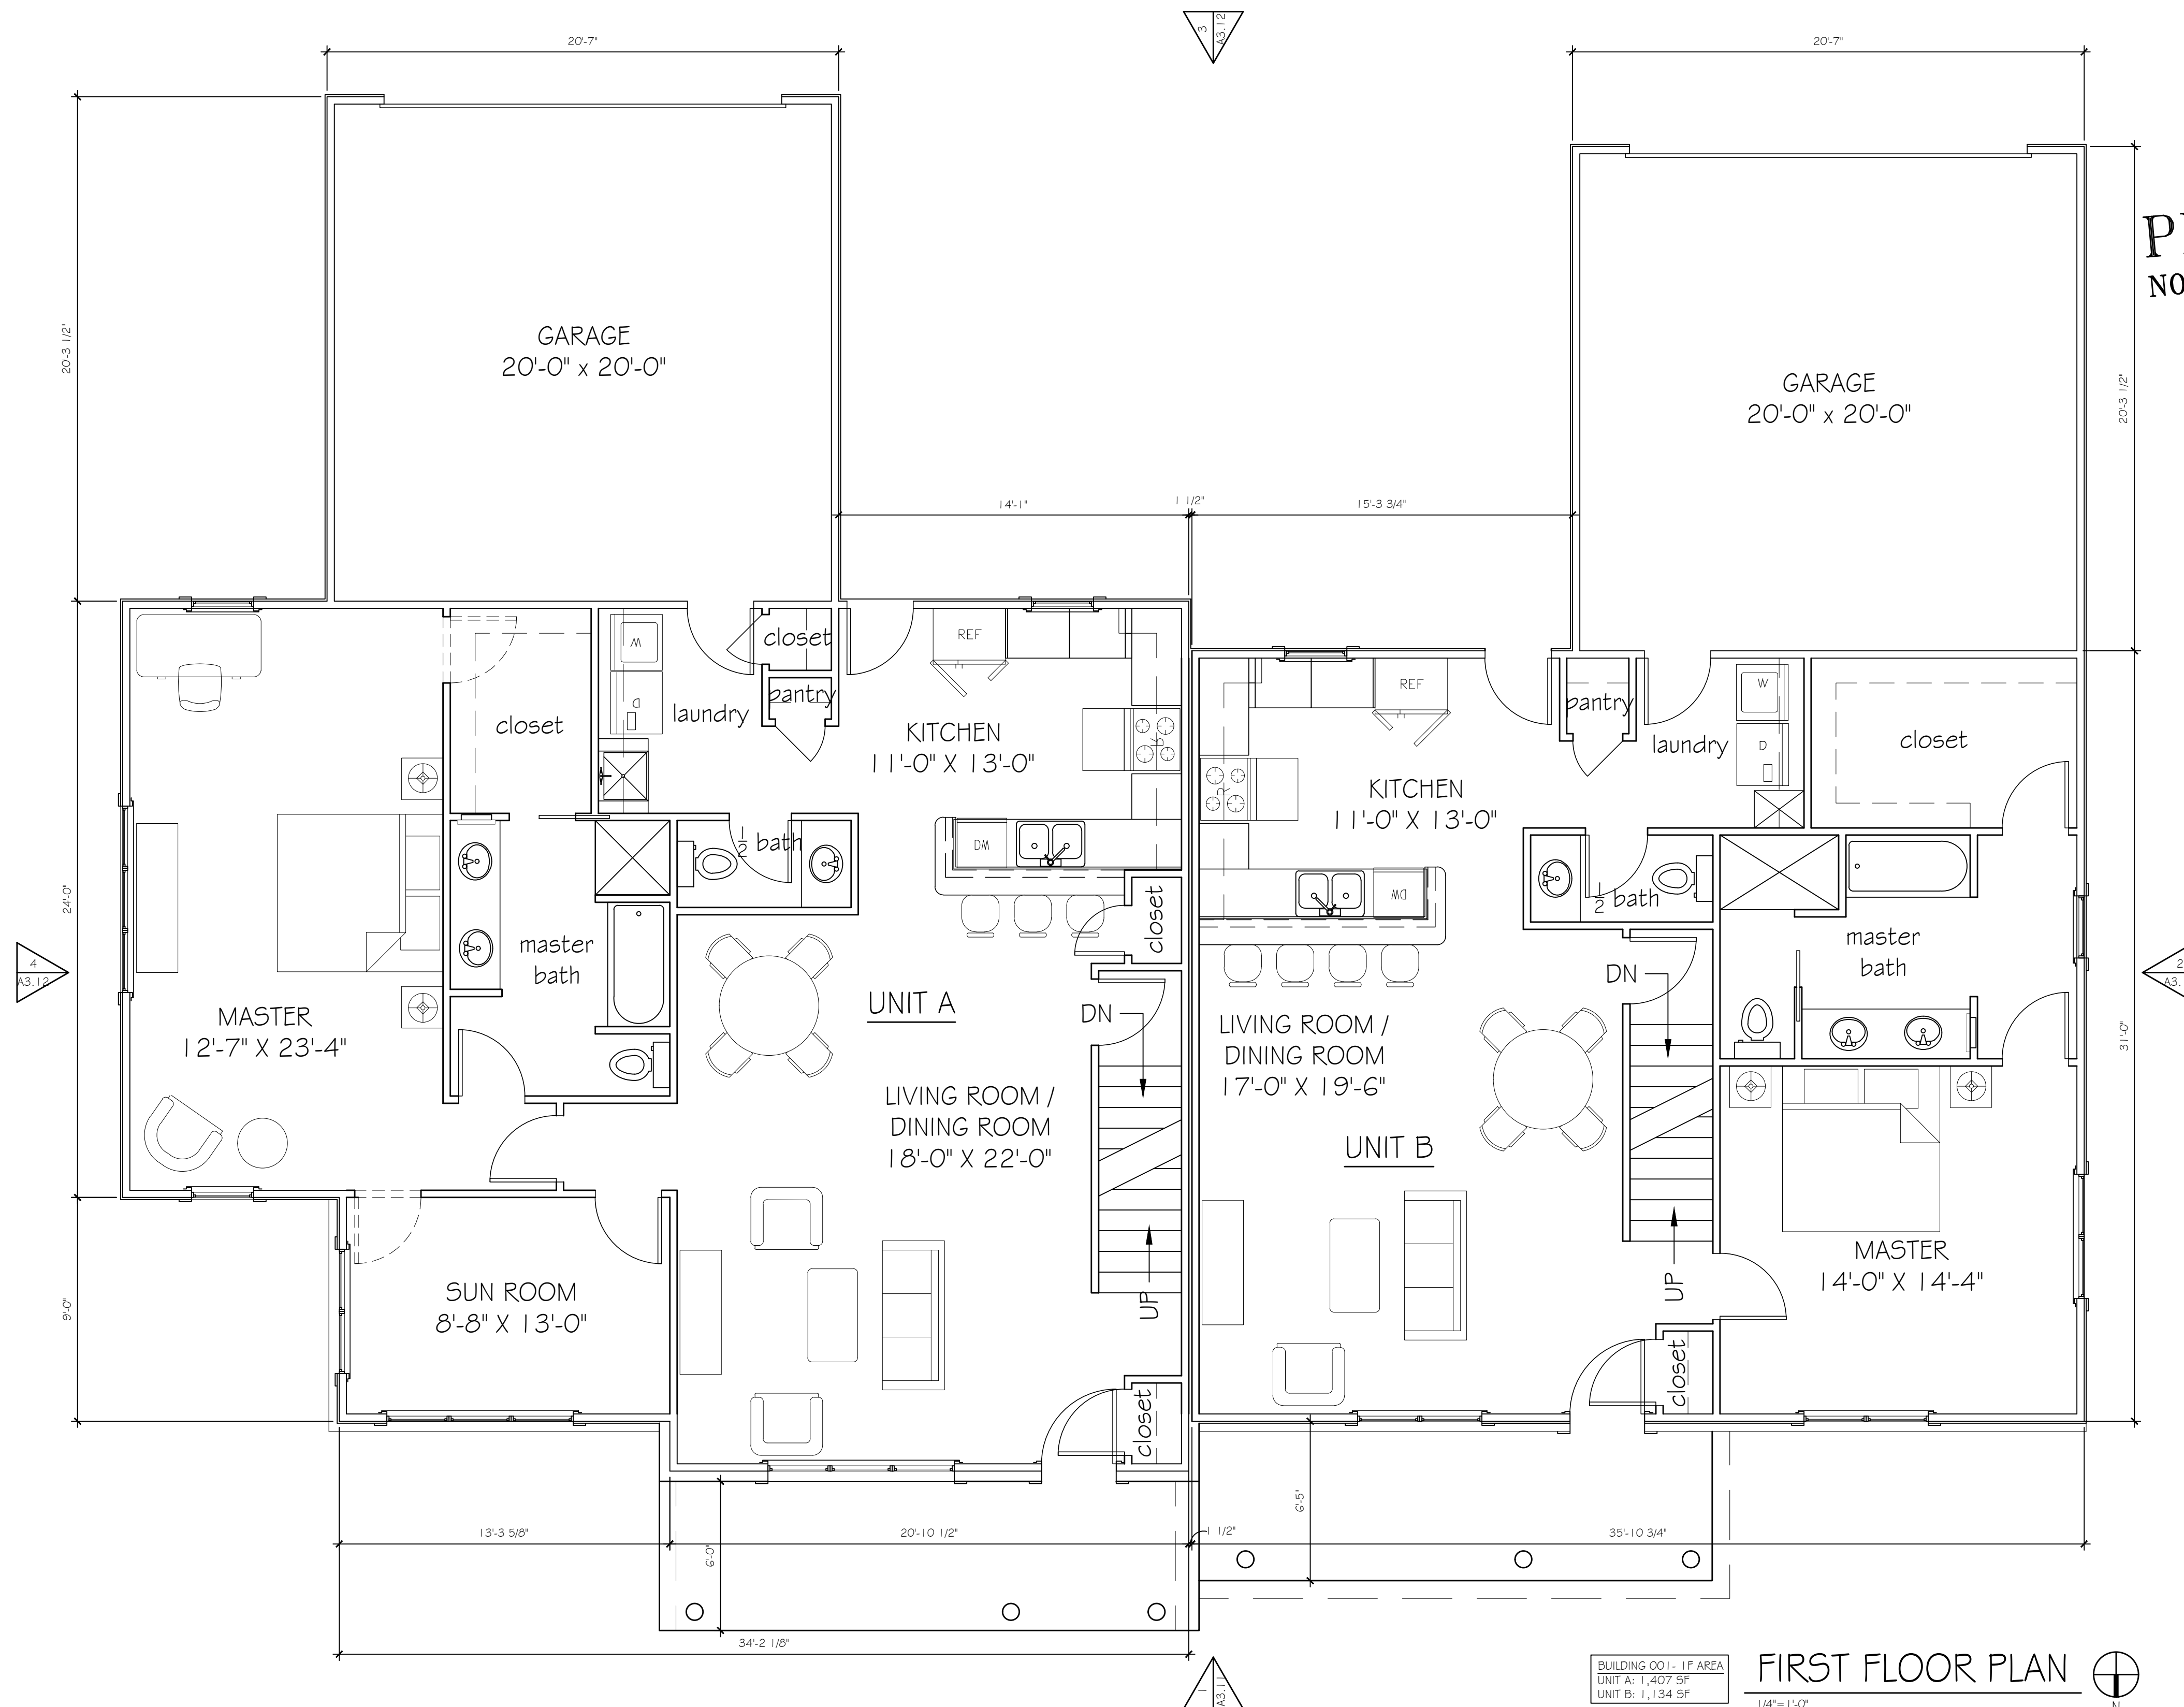 20'-7"
3
A3.12
20'-7"
P
NO
GARAGE
20'-0" x 20'-0"
GARAGE
20'-0" x 20'-0"
20'-3 1/2"
20'-3 1/2"
14'-1"
1 1/2"
15'-3 3/4"
closet
W
D
laundry
closet
pantry
REF
KITCHEN
11'-0" X 13'-0"
R
DW
1/2 bath
closet
REF
KITCHEN
11'-0" X 13'-0"
R
DW
pantry
laundry
W
D
closet
1/2 bath
master
bath
master
bath
24'-0"
4
A3.12
2
A3.
MASTER
12'-7" X 23'-4"
UNIT A
DN
LIVING ROOM /
DINING ROOM
18'-0" X 22'-0"
UP
closet
LIVING ROOM /
DINING ROOM
17'-0" X 19'-6"
UNIT B
DN
UP
closet
31'-0"
MASTER
14'-0" X 14'-4"
SUN ROOM
8'-8" X 13'-0"
9'-0"
13'-3 5/8"
6'-0"
20'-10 1/2"
1 1/2"
6'-5"
35'-10 3/4"
34'-2 1/8"
1
A3.11
BUILDING 001- 1F AREA
UNIT A: 1,407 SF
UNIT B: 1,134 SF
FIRST FLOOR PLAN
1/4"=1'-0"
N